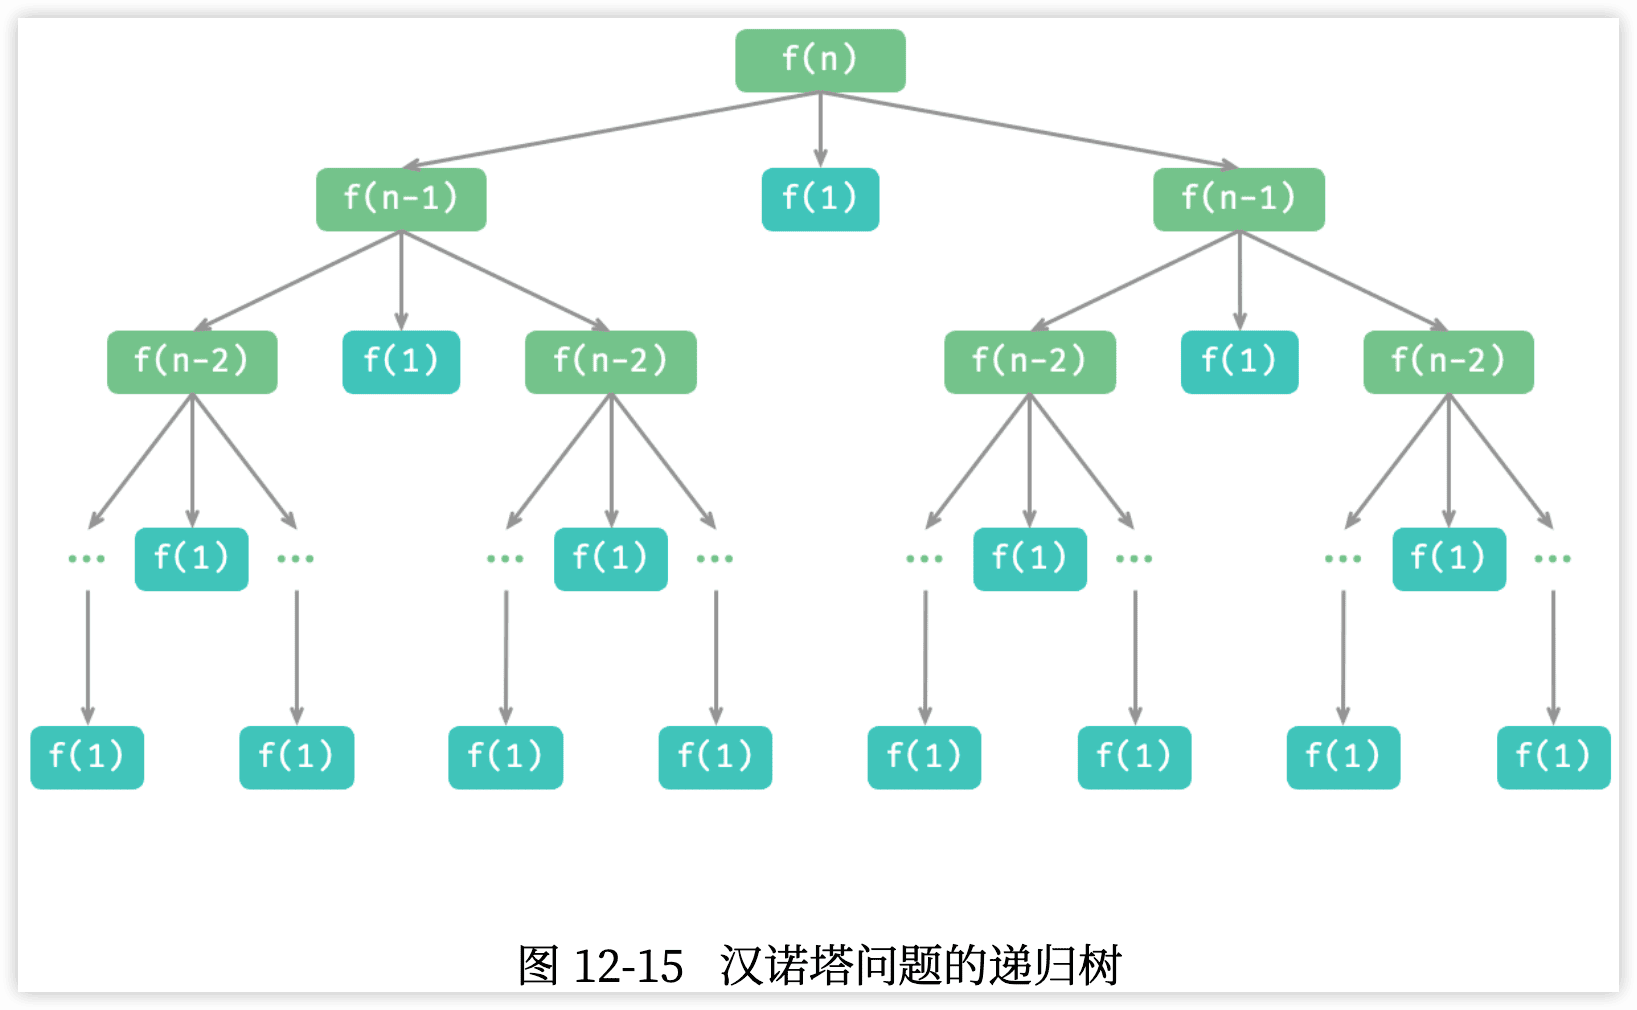 f(n)
f(n-1) f(1) f(n-1)
f(n-2) f(1) f(n-2) f(n-2) f(1) f(n-2)
... f(1) ... ... f(1) ... ... f(1) ... ... f(1) ...
f(1) f(1) f(1) f(1) f(1) f(1) f(1) f(1)
图 12-15 汉诺塔问题的递归树